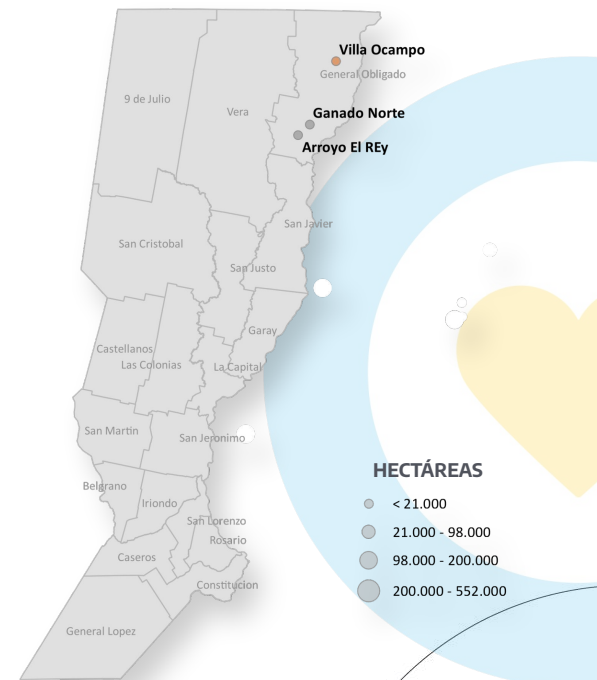 Villa Ocampo
General Obligado
9 de Julio
Vera
Ganado Norte
Arroyo El REy
San Javier
San Cristobal
San Justo
Garay
Castellanos
Las Colonias
La Capital
San Martin
San Jeronimo
Belgrano
Iriondo
San Lorenzo
Rosario
Caseros
Constitucion
General Lopez
HECTÁREAS
< 21.000
21.000 - 98.000
98.000 - 200.000
200.000 - 552.000